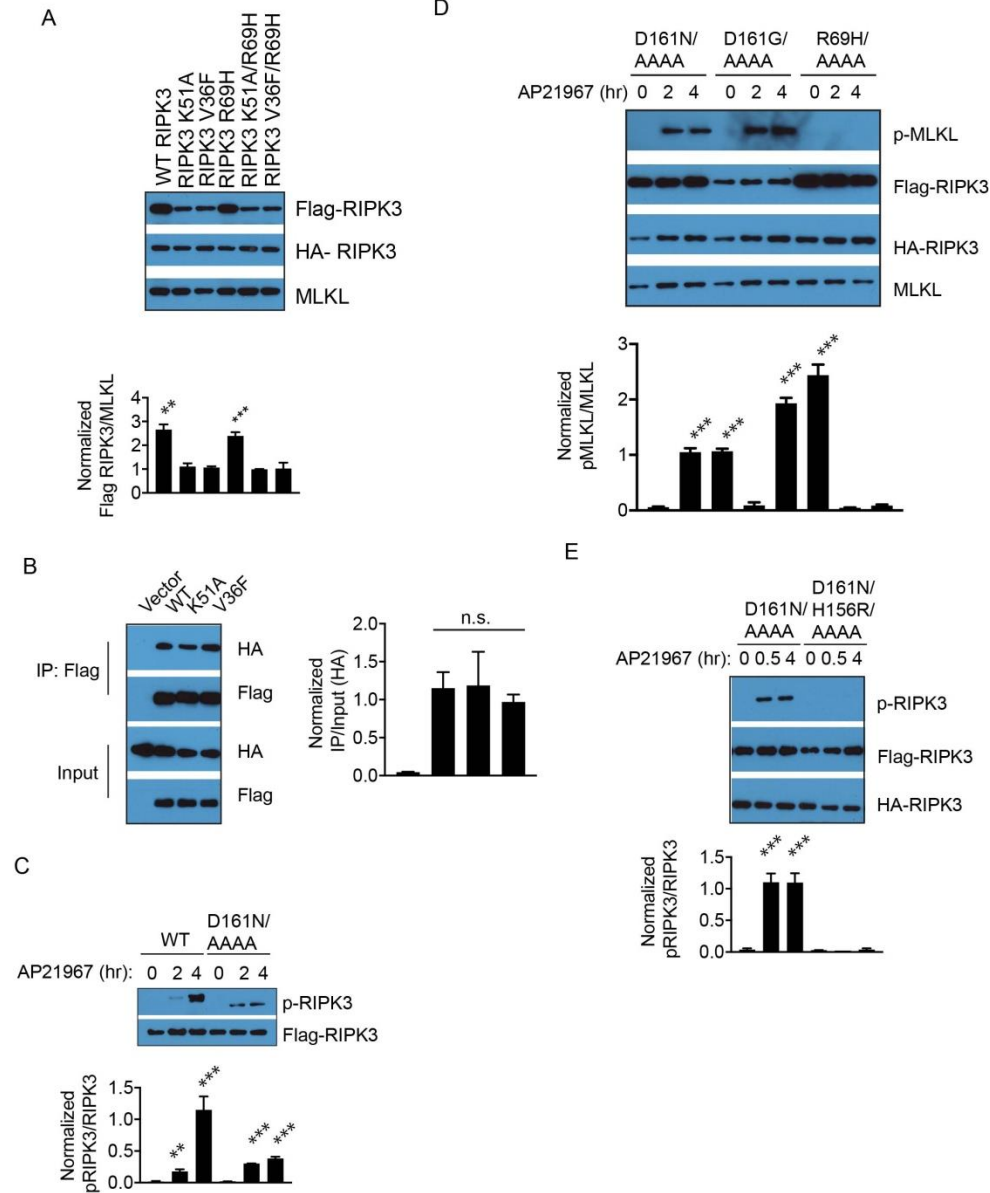 A
WT RIPK3
RIPK3 K51A
RIPK3 V36F
RIPK3 R69H
RIPK3 K51A/R69H
RIPK3 V36F/R69H
Flag-RIPK3
HA- RIPK3
MLKL
Normalized
Flag RIPK3/MLKL
4
3
2
1
0
**
***
B
Vector
WT
K51A
V36F
IP: Flag
HA
Flag
Input
HA
Flag
Normalized
IP/Input (HA)
2.0
1.5
1.0
0.5
0.0
n.s.
C
WT
D161N/
AAAA
AP21967 (hr): 0 2 4 0 2 4
p-RIPK3
Flag-RIPK3
Normalized
pRIPK3/RIPK3
1.5
1.0
0.5
0.0
**
***
***
***
D
D161N/
AAAA
D161G/
AAAA
R69H/
AAAA
AP21967 (hr) 0 2 4 0 2 4 0 2 4
p-MLKL
Flag-RIPK3
HA-RIPK3
MLKL
Normalized
pMLKL/MLKL
3
2
1
0
***
***
***
***
E
D161N/
AAAA
D161N/
H156R/
AAAA
AP21967 (hr): 0 0.5 4 0 0.5 4
p-RIPK3
Flag-RIPK3
HA-RIPK3
Normalized
pRIPK3/RIPK3
1.5
1.0
0.5
0.0
***
***